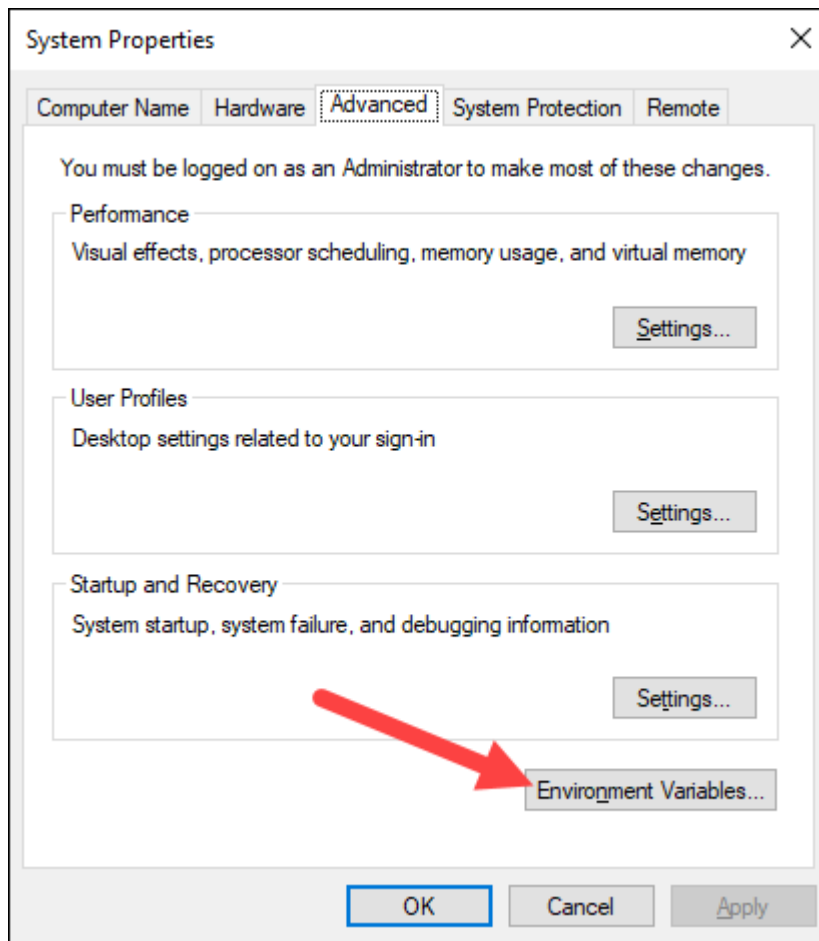 System Properties
Computer Name Hardware Advanced System Protection Remote
You must be logged on as an Administrator to make most of these changes.
Performance
Visual effects, processor scheduling, memory usage, and virtual memory
Settings...
User Profiles
Desktop settings related to your sign-in
Settings...
Startup and Recovery
System startup, system failure, and debugging information
Settings...
Environment Variables...
OK Cancel Apply